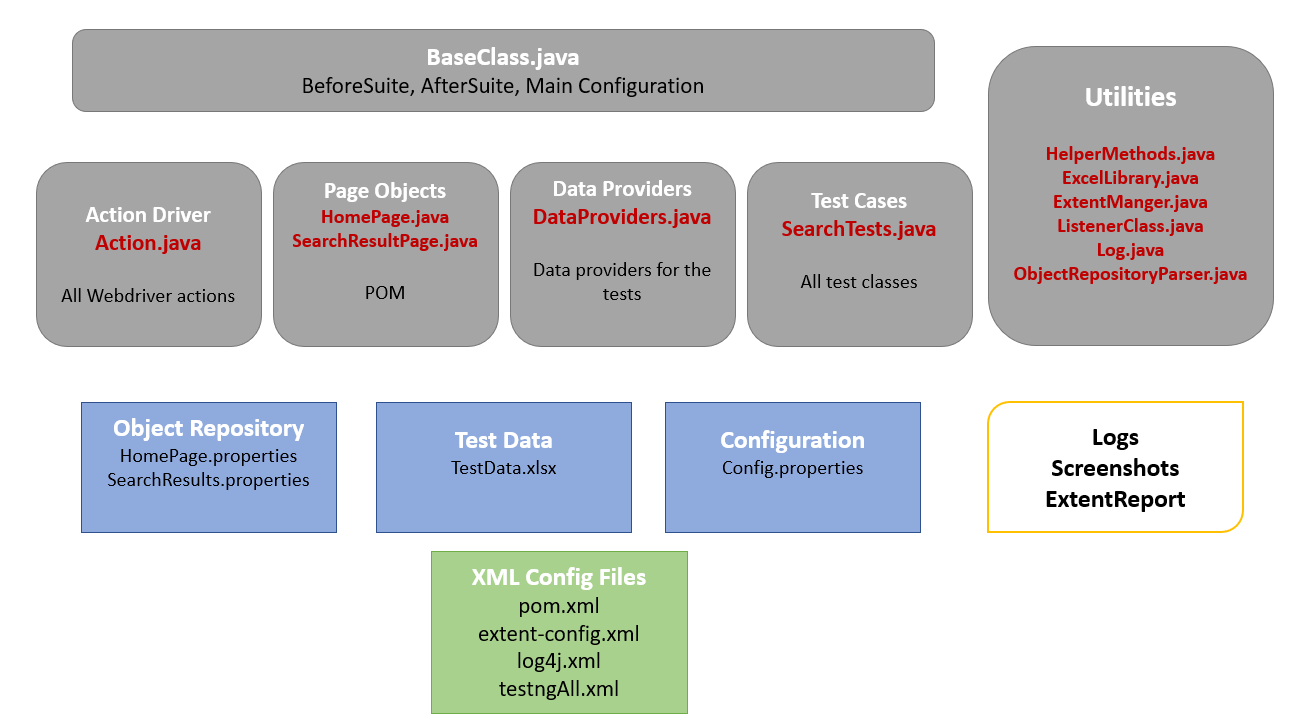 BaseClass.java
BeforeSuite, AfterSuite, Main Configuration
Utilities
HelperMethods.java
ExcelLibrary.java
ExtentManger.java
ListenerClass.java
Log.java
ObjectRepositoryParser.java
Action Driver
Action.java
All Webdriver actions
Page Objects
HomePage.java
SearchResultPage.java
POM
Data Providers
DataProviders.java
Data providers for the
tests
Test Cases
SearchTests.java
All test classes
Object Repository
HomePage.properties
SearchResults.properties
Test Data
TestData.xlsx
Configuration
Config.properties
Logs
Screenshots
ExtentReport
XML Config Files
pom.xml
extent-config.xml
log4j.xml
testngAll.xml